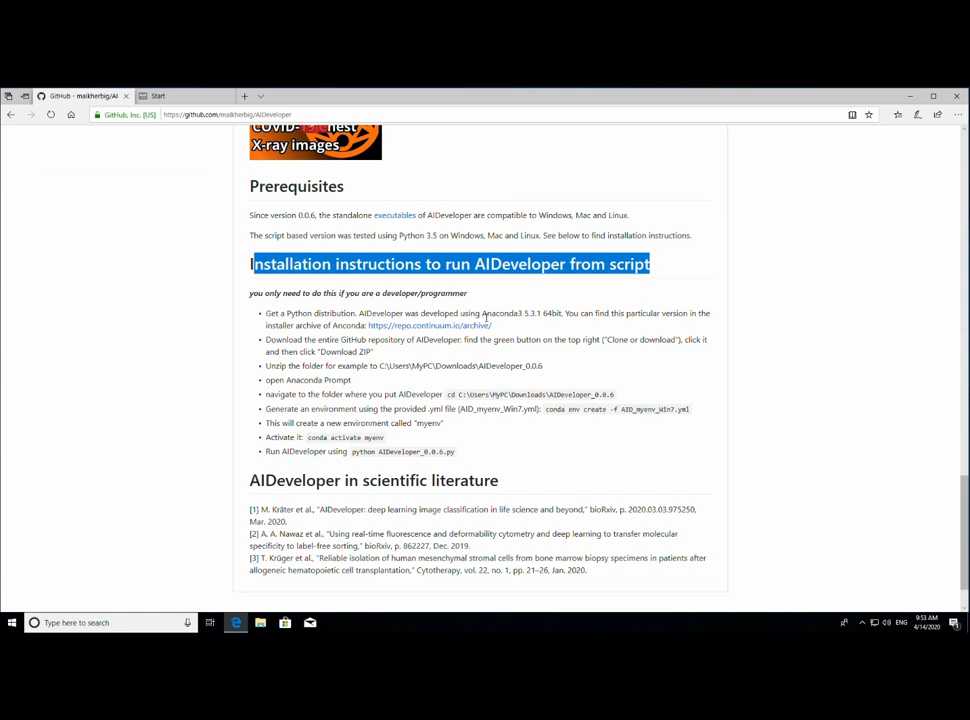 GitHub - maikherbig/AI
Start
GitHub, Inc. [US]
https://github.com/maikherbig/AIDeveloper
COVID-19 Chest
X-ray images
Prerequisites
Since version 0.0.6, the standalone executables of AIDeveloper are compatible to Windows, Mac and Linux.
The script based version was tested using Python 3.5 on Windows, Mac and Linux. See below to find installation instructions.
Installation instructions to run AIDeveloper from script
you only need to do this if you are a developer/programmer
• Get a Python distribution. AIDeveloper was developed using Anaconda3 5.3.1 64bit. You can find this particular version in the
installer archive of Anconda: https://repo.continuum.io/archive/
• Download the entire GitHub repository of AIDeveloper: find the green button on the top right ("Clone or download"), click it
and then click "Download ZIP"
• Unzip the folder for example to C:\Users\MyPC\Downloads\AIDeveloper_0.0.6
• open Anaconda Prompt
• navigate to the folder where you put AIDeveloper cd C:\Users\MyPC\Downloads\AIDeveloper_0.0.6
• Generate an environment using the provided .yml file (AID_myenv_Win7.yml): conda env create -f AID_myenv_Win7.yml
• This will create a new environment called "myenv"
• Activate it: conda activate myenv
• Run AIDeveloper using python AIDeveloper_0.0.6.py
AIDeveloper in scientific literature
[1] M. Kräter et al., "AIDeveloper: deep learning image classification in life science and beyond," bioRxiv, p. 2020.03.03.975250,
Mar. 2020.
[2] A. A. Nawaz et al., "Using real-time fluorescence and deformability cytometry and deep learning to transfer molecular
specificity to label-free sorting," bioRxiv, p. 862227, Dec. 2019.
[3] T. Krüger et al., "Reliable isolation of human mesenchymal stromal cells from bone marrow biopsy specimens in patients after
allogeneic hematopoietic cell transplantation," Cytotherapy, vol. 22, no. 1, pp. 21–26, Jan. 2020.
Type here to search
ENG
9:53 AM
4/14/2020